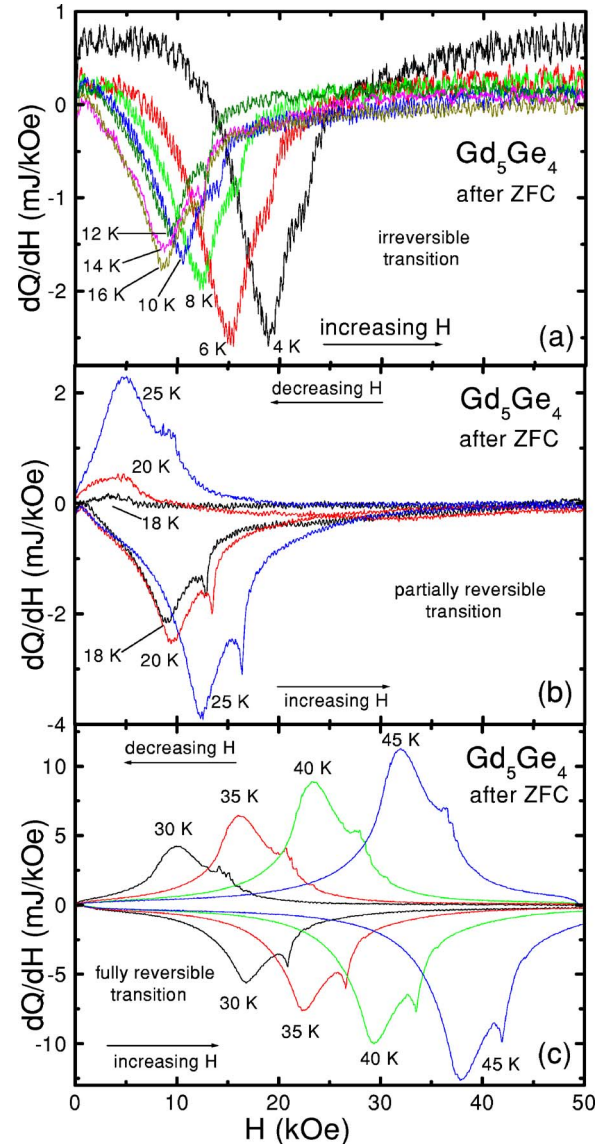 1
0
-1
-2
dQ/dH (mJ/kOe)
Gd5Ge4
after ZFC
irreversible
transition
12 K
14 K
16 K
10 K
8 K
6 K
4 K
increasing H
(a)
2
0
-2
-4
dQ/dH (mJ/kOe)
decreasing H
Gd5Ge4
after ZFC
25 K
20 K
18 K
partially reversible
transition
18 K
20 K
25 K
increasing H
(b)
10
5
0
-5
-10
dQ/dH (mJ/kOe)
decreasing H
45 K
Gd5Ge4
after ZFC
40 K
35 K
30 K
fully reversible
transition
30 K
35 K
40 K
45 K
increasing H
(c)
0 10 20 30 40 50
H (kOe)